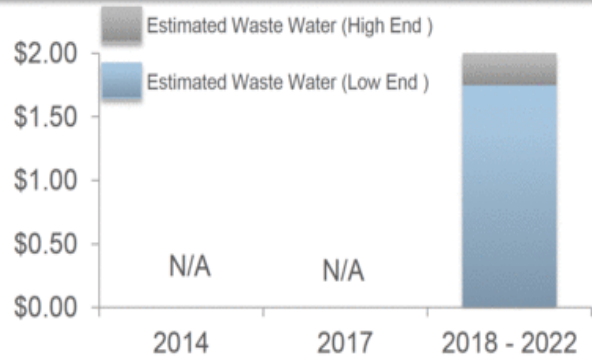 Estimated Waste Water (High End )
$2.00
Estimated Waste Water (Low End )
$1.50
$1.00
$0.50
N/A N/A
$0.00
2014 2017 2018 - 2022